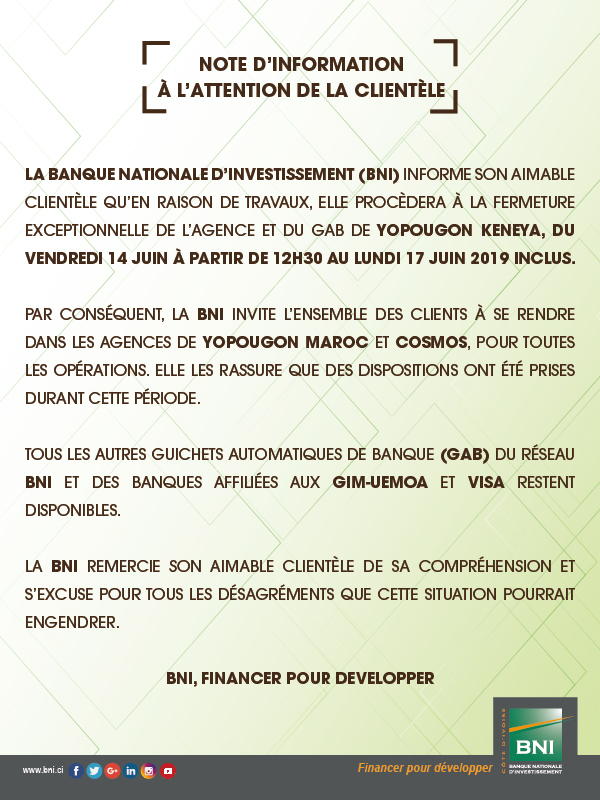 NOTE D'INFORMATION
À L'ATTENTION DE LA CLIENTÈLE
LA BANQUE NATIONALE D'INVESTISSEMENT (BNI) INFORME SON AIMABLE
CLIENTÈLE QU'EN RAISON DE TRAVAUX, ELLE PROCÈDERA À LA FERMETURE
EXCEPTIONNELLE DE L'AGENCE ET DU GAB DE YOPOUGON KENEYA, DU
VENDREDI 14 JUIN À PARTIR DE 12H30 AU LUNDI 17 JUIN 2019 INCLUS.
PAR CONSÉQUENT, LA BNI INVITE L'ENSEMBLE DES CLIENTS À SE RENDRE
DANS LES AGENCES DE YOPOUGON MAROC ET COSMOS, POUR TOUTES
LES OPÉRATIONS. ELLE LES RASSURE QUE DES DISPOSITIONS ONT ÉTÉ PRISES
DURANT CETTE PÉRIODE.
TOUS LES AUTRES GUICHETS AUTOMATIQUES DE BANQUE (GAB) DU RÉSEAU
BNI ET DES BANQUES AFFILIÉES AUX GIM-UEMOA ET VISA RESTENT
DISPONIBLES.
LA BNI REMERCIE SON AIMABLE CLIENTÈLE DE SA COMPRÉHENSION ET
S'EXCUSE POUR TOUS LES DÉSAGRÉMENTS QUE CETTE SITUATION POURRAIT
ENGENDRER.
BNI, FINANCER POUR DEVELOPPER
www.bni.ci
Financer pour développer
CÔTE D'IVOIRE
BNI
BANQUE NATIONALE
D'INVESTISSEMENT